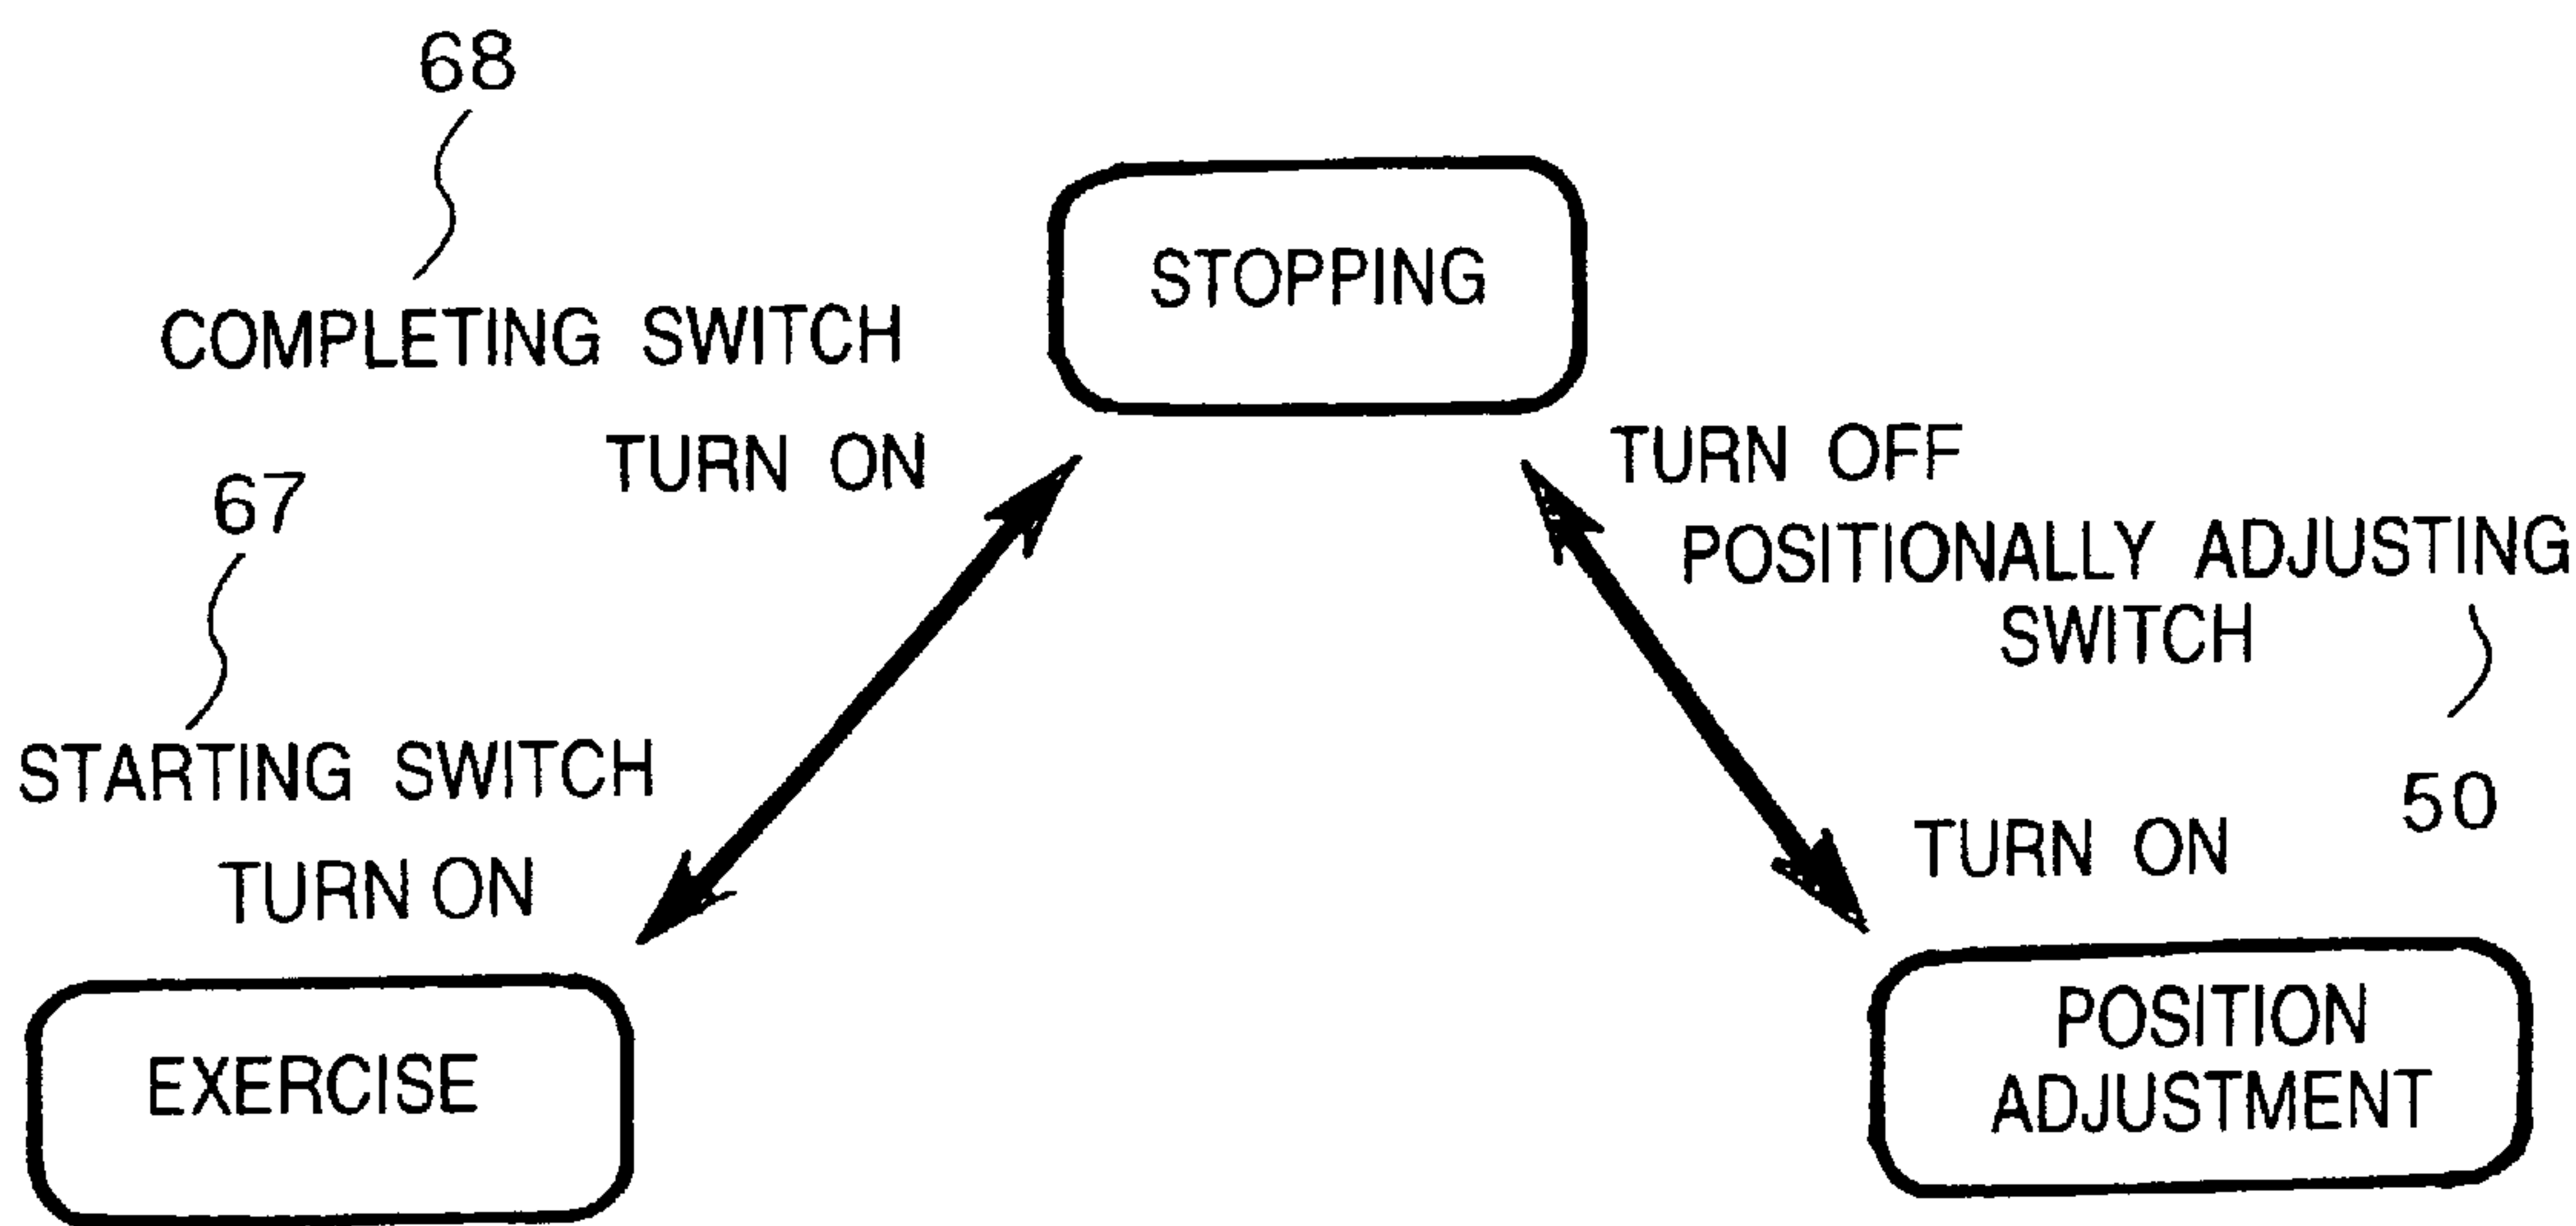 68
STOPPING
COMPLETING SWITCH
TURN ON
TURN OFF
67
POSITIONALLY ADJUSTING
SWITCH
STARTING SWITCH
50
TURN ON
TURN ON
POSITION
ADJUSTMENT
EXERCISE